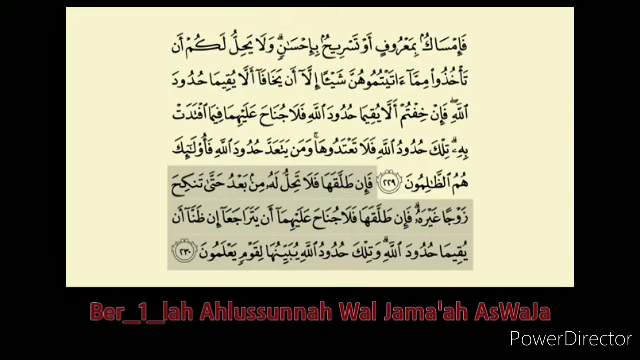 فَإِمْسَاكٌۢ بِمَعْرُوفٍ أَوْ تَسْرِيحٌۢ بِإِحْسَٰنٍۗ وَلَا يَحِلُّ لَكُمْ أَن
تَأْخُذُوا۟ مِمَّآ ءَاتَيْتُمُوهُنَّ شَيْـًٔا إِلَّآ أَن يَخَافَآ أَلَّا يُقِيمَا حُدُودَ
ٱللَّهِۖ فَإِنْ خِفْتُمْ أَلَّا يُقِيمَا حُدُودَ ٱللَّهِ فَلَا جُنَاحَ عَلَيْهِمَا فِيمَا ٱفْتَدَتْ
بِهِۦۗ تِلْكَ حُدُودُ ٱللَّهِ فَلَا تَعْتَدُوهَاۚ وَمَن يَتَعَدَّ حُدُودَ ٱللَّهِ فَأُو۟لَٰٓئِكَ
هُمُ ٱلظَّٰلِمُونَ ٢٢٩ فَإِن طَلَّقَهَا فَلَا تَحِلُّ لَهُۥ مِنۢ بَعْدُ حَتَّىٰ تَنكِحَ
زَوْجًا غَيْرَهُۥۗ فَإِن طَلَّقَهَا فَلَا جُنَاحَ عَلَيْهِمَآ أَن يَتَرَاجَعَآ إِن ظَنَّآ أَن
يُقِيمَا حُدُودَ ٱللَّهِۗ وَتِلْكَ حُدُودُ ٱللَّهِ يُبَيِّنُهَا لِقَوْمٍ يَعْلَمُونَ ٢٣٠
Ber_1_lah Ahlussunnah Wal Jama'ah AsWaJa
PowerDirector